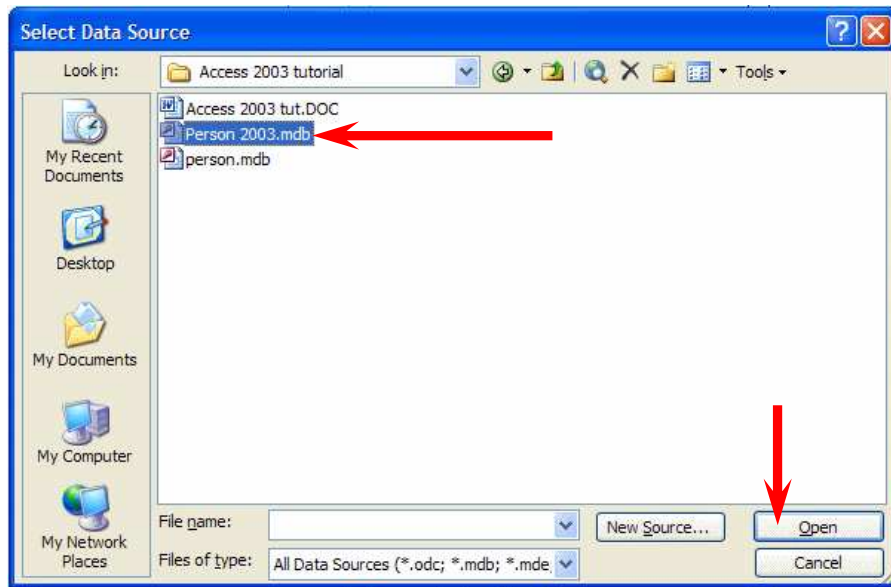 Select Data Source
Look in:
Access 2003 tutorial
Tools
Access 2003 tut.DOC
Person 2003.mdb
person.mdb
My Recent
Documents
Desktop
My Documents
My Computer
My Network
Places
File name:
New Source...
Open
Files of type:
All Data Sources (*.odc; *.mdb; *.mde;
Cancel